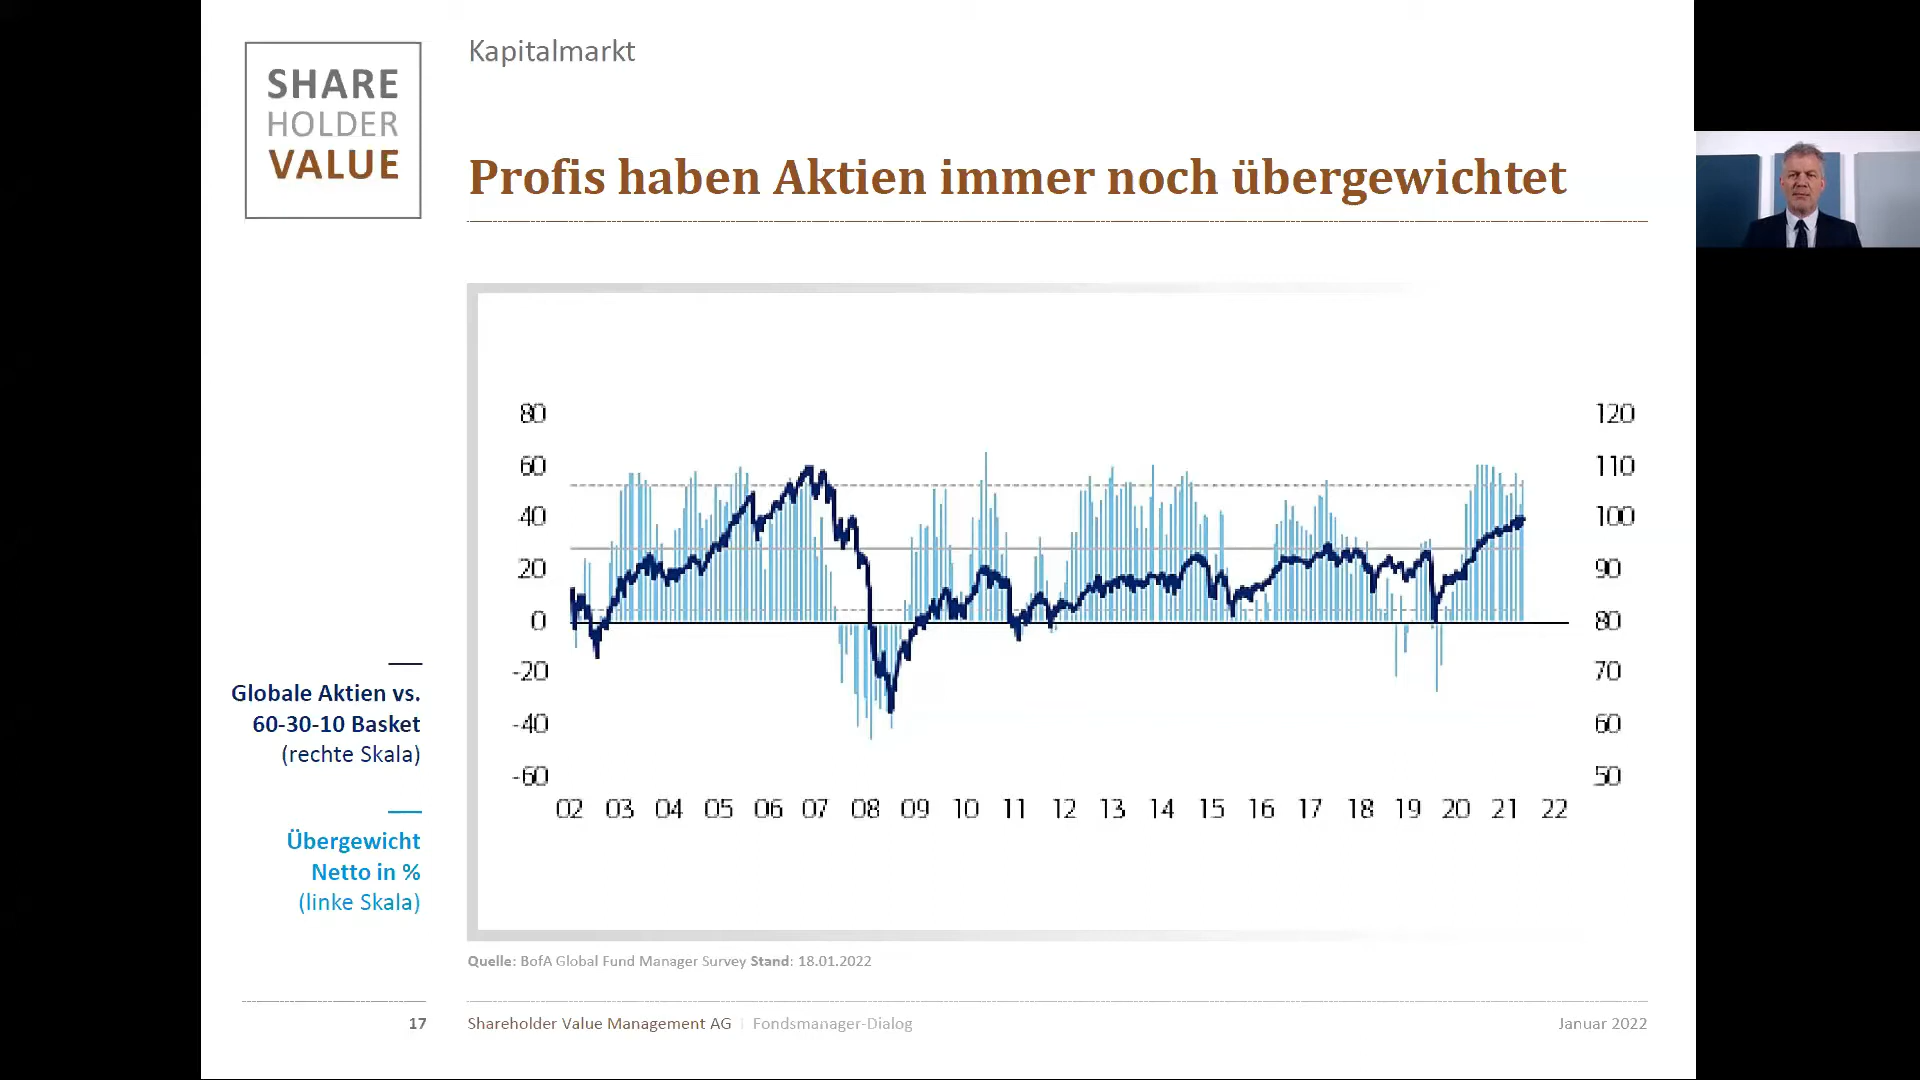 SHARE
HOLDER
VALUE
Kapitalmarkt
Profis haben Aktien immer noch übergewichtet
80
60
40
20
0
-20
-40
-60
120
110
100
90
80
70
60
50
02 03 04 05 06 07 08 09 10 11 12 13 14 15 16 17 18 19 20 21 22
Globale Aktien vs.
60-30-10 Basket
(rechte Skala)
Übergewicht
Netto in %
(linke Skala)
Quelle: BofA Global Fund Manager Survey Stand: 18.01.2022
17
Shareholder Value Management AG | Fondsmanager-Dialog
Januar 2022